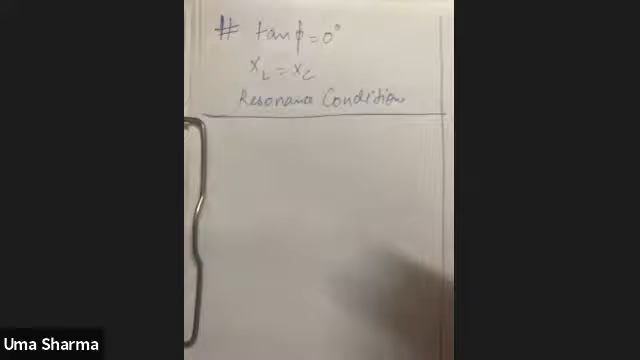 # tan ϕ = 0°
X_L = X_C
Resonance Condition
Uma Sharma